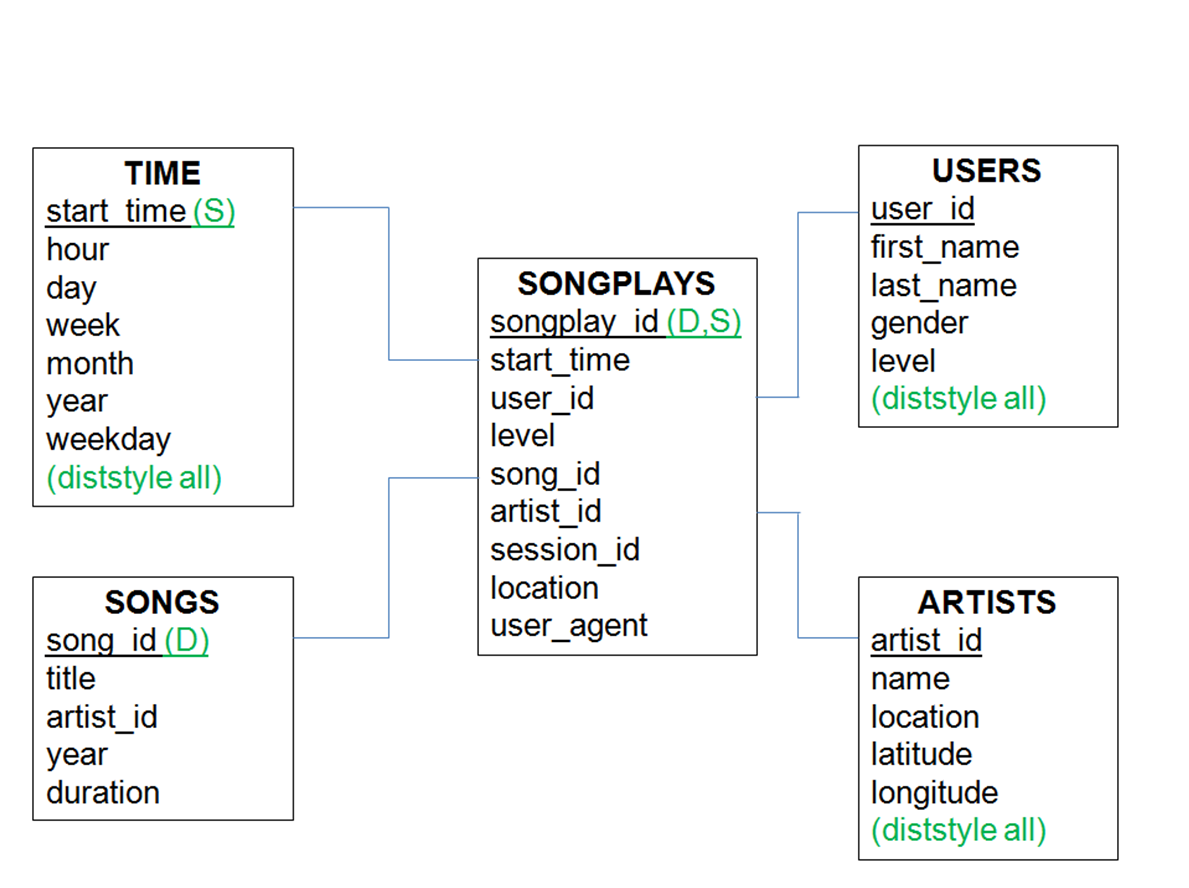 TIME
start_time (S)
hour
day
week
month
year
weekday
(diststyle all)
SONGS
song_id (D)
title
artist_id
year
duration
SONGPLAYS
songplay_id (D,S)
start_time
user_id
level
song_id
artist_id
session_id
location
user_agent
USERS
user_id
first_name
last_name
gender
level
(diststyle all)
ARTISTS
artist_id
name
location
latitude
longitude
(diststyle all)